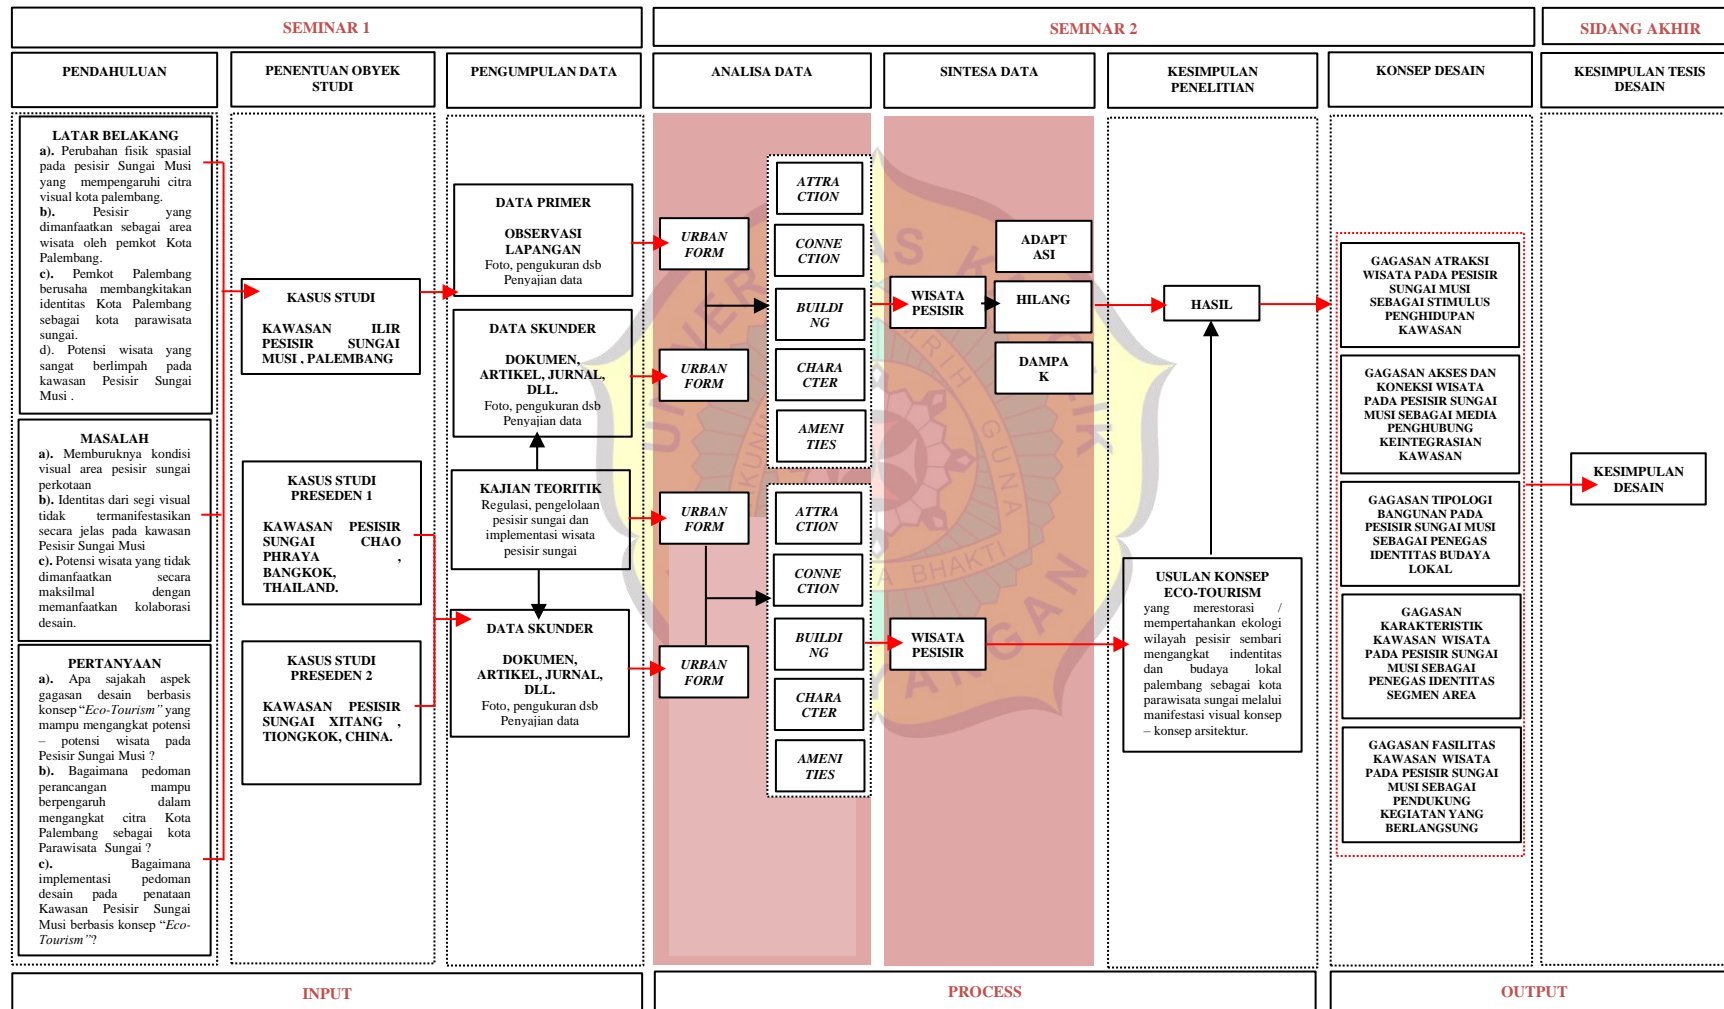 SEMINAR 1
SEMINAR 2
SIDANG AKHIR
PENDAHULUAN
PENENTUAN OBYEK
STUDI
PENGUMPULAN DATA
ANALISA DATA
SINTESA DATA
KESIMPULAN
PENELITIAN
KONSEP DESAIN
KESIMPULAN TESIS
DESAIN
LATAR BELAKANG
a). Perubahan fisik spasial
pada pesisir Sungai Musi
yang mempengaruhi citra
visual kota palembang.
b). Pesisir yang
dimanfaatkan sebagai area
wisata oleh pemkot Kota
Palembang.
c). Pemkot Palembang
berusaha membangkitakan
identitas Kota Palembang
sebagai kota parawisata
sungai.
d). Potensi wisata yang
sangat berlimpah pada
kawasan Pesisir Sungai
Musi .
MASALAH
a). Memburuknya kondisi
visual area pesisir sungai
perkotaan
b). Identitas dari segi visual
tidak termanifestasikan
secara jelas pada kawasan
Pesisir Sungai Musi
c). Potensi wisata yang tidak
dimanfaatkan secara
maksilmal dengan
memanfaatkan kolaborasi
desain.
PERTANYAAN
a). Apa sajakah aspek
gagasan desain berbasis
konsep “Eco-Tourism” yang
mampu mengangkat potensi
– potensi wisata pada
Pesisir Sungai Musi ?
b). Bagaimana pedoman
perancangan mampu
berpengaruh dalam
mengangkat citra Kota
Palembang sebagai kota
Parawisata Sungai ?
c). Bagaimana
implementasi pedoman
desain pada penataan
Kawasan Pesisir Sungai
Musi berbasis konsep “Eco-
Tourism”?
KASUS STUDI
KAWASAN ILIR
PESISIR SUNGAI
MUSI , PALEMBANG
KASUS STUDI
PRESEDEN 1
KAWASAN PESISIR
SUNGAI CHAO
PHRAYA ,
BANGKOK,
THAILAND.
KASUS STUDI
PRESEDEN 2
KAWASAN PESISIR
SUNGAI XITANG ,
TIONGKOK, CHINA.
DATA PRIMER
OBSERVASI
LAPANGAN
Foto, pengukuran dsb
Penyajian data
DATA SKUNDER
DOKUMEN,
ARTIKEL, JURNAL,
DLL.
Foto, pengukuran dsb
Penyajian data
KAJIAN TEORITIK
Regulasi, pengelolaan
pesisir sungai dan
implementasi wisata
pesisir sungai
DATA SKUNDER
DOKUMEN,
ARTIKEL, JURNAL,
DLL.
Foto, pengukuran dsb
Penyajian data
URBAN
FORM
URBAN
FORM
URBAN
FORM
URBAN
FORM
ATTRA
CTION
CONNE
CTION
BUILDI
NG
CHARA
CTER
AMENI
TIES
ATTRA
CTION
CONNE
CTION
BUILDI
NG
CHARA
CTER
AMENI
TIES
WISATA
PESISIR
WISATA
PESISIR
ADAPT
ASI
HILANG
DAMPA
K
HASIL
USULAN KONSEP
ECO-TOURISM
yang merestorasi /
mempertahankan ekologi
wilayah pesisir sembari
mengangkat indentitas
dan budaya lokal
palembang sebagai kota
parawisata sungai melalui
manifestasi visual konsep
– konsep arsitektur.
GAGASAN ATRAKSI
WISATA PADA PESISIR
SUNGAI MUSI
SEBAGAI STIMULUS
PENGHIDUPAN
KAWASAN
GAGASAN AKSES DAN
KONEKSI WISATA
PADA PESISIR SUNGAI
MUSI SEBAGAI MEDIA
PENGHUBUNG
KEINTEGRASIAN
KAWASAN
GAGASAN TIPOLOGI
BANGUNAN PADA
PESISIR SUNGAI MUSI
SEBAGAI PENEGAS
IDENTITAS BUDAYA
LOKAL
GAGASAN
KARAKTERISTIK
KAWASAN WISATA
PADA PESISIR SUNGAI
MUSI SEBAGAI
PENEGAS IDENTITAS
SEGMEN AREA
GAGASAN FASILITAS
KAWASAN WISATA
PADA PESISIR SUNGAI
MUSI SEBAGAI
PENDUKUNG
KEGIATAN YANG
BERLANGSUNG
KESIMPULAN
DESAIN
INPUT
PROCESS
OUTPUT
GUNA
BHAKTI